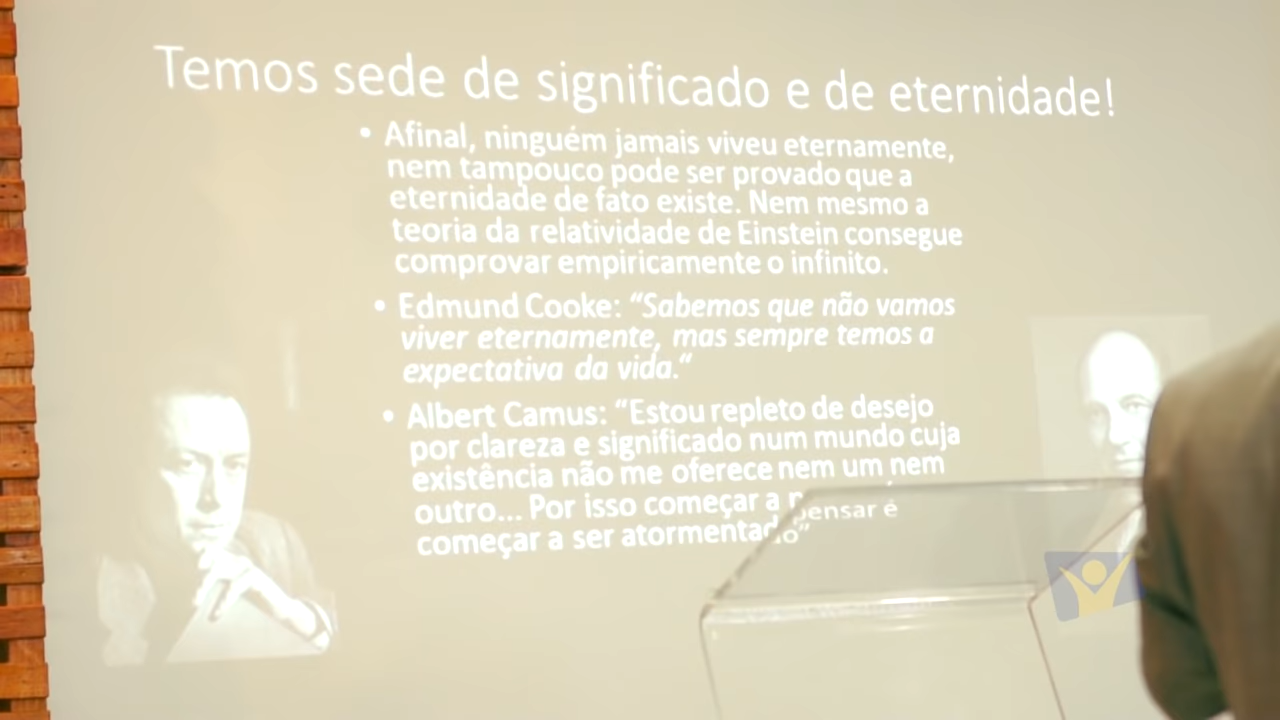 Temos sede de significado e de eternidade!
• Afinal, ninguém jamais viveu eternamente,
nem tampouco pode ser provado que a
eternidade de fato existe. Nem mesmo a
teoria da relatividade de Einstein consegue
comprovar empiricamente o infinito.
• Edmund Cooke: “Sabemos que não vamos
viver eternamente, mas sempre temos a
expectativa da vida.“
• Albert Camus: “Estou repleto de desejo
por clareza e significado num mundo cuja
existência não me oferece nem um nem
outro... Por isso começar a pensar é
começar a ser atormentado”